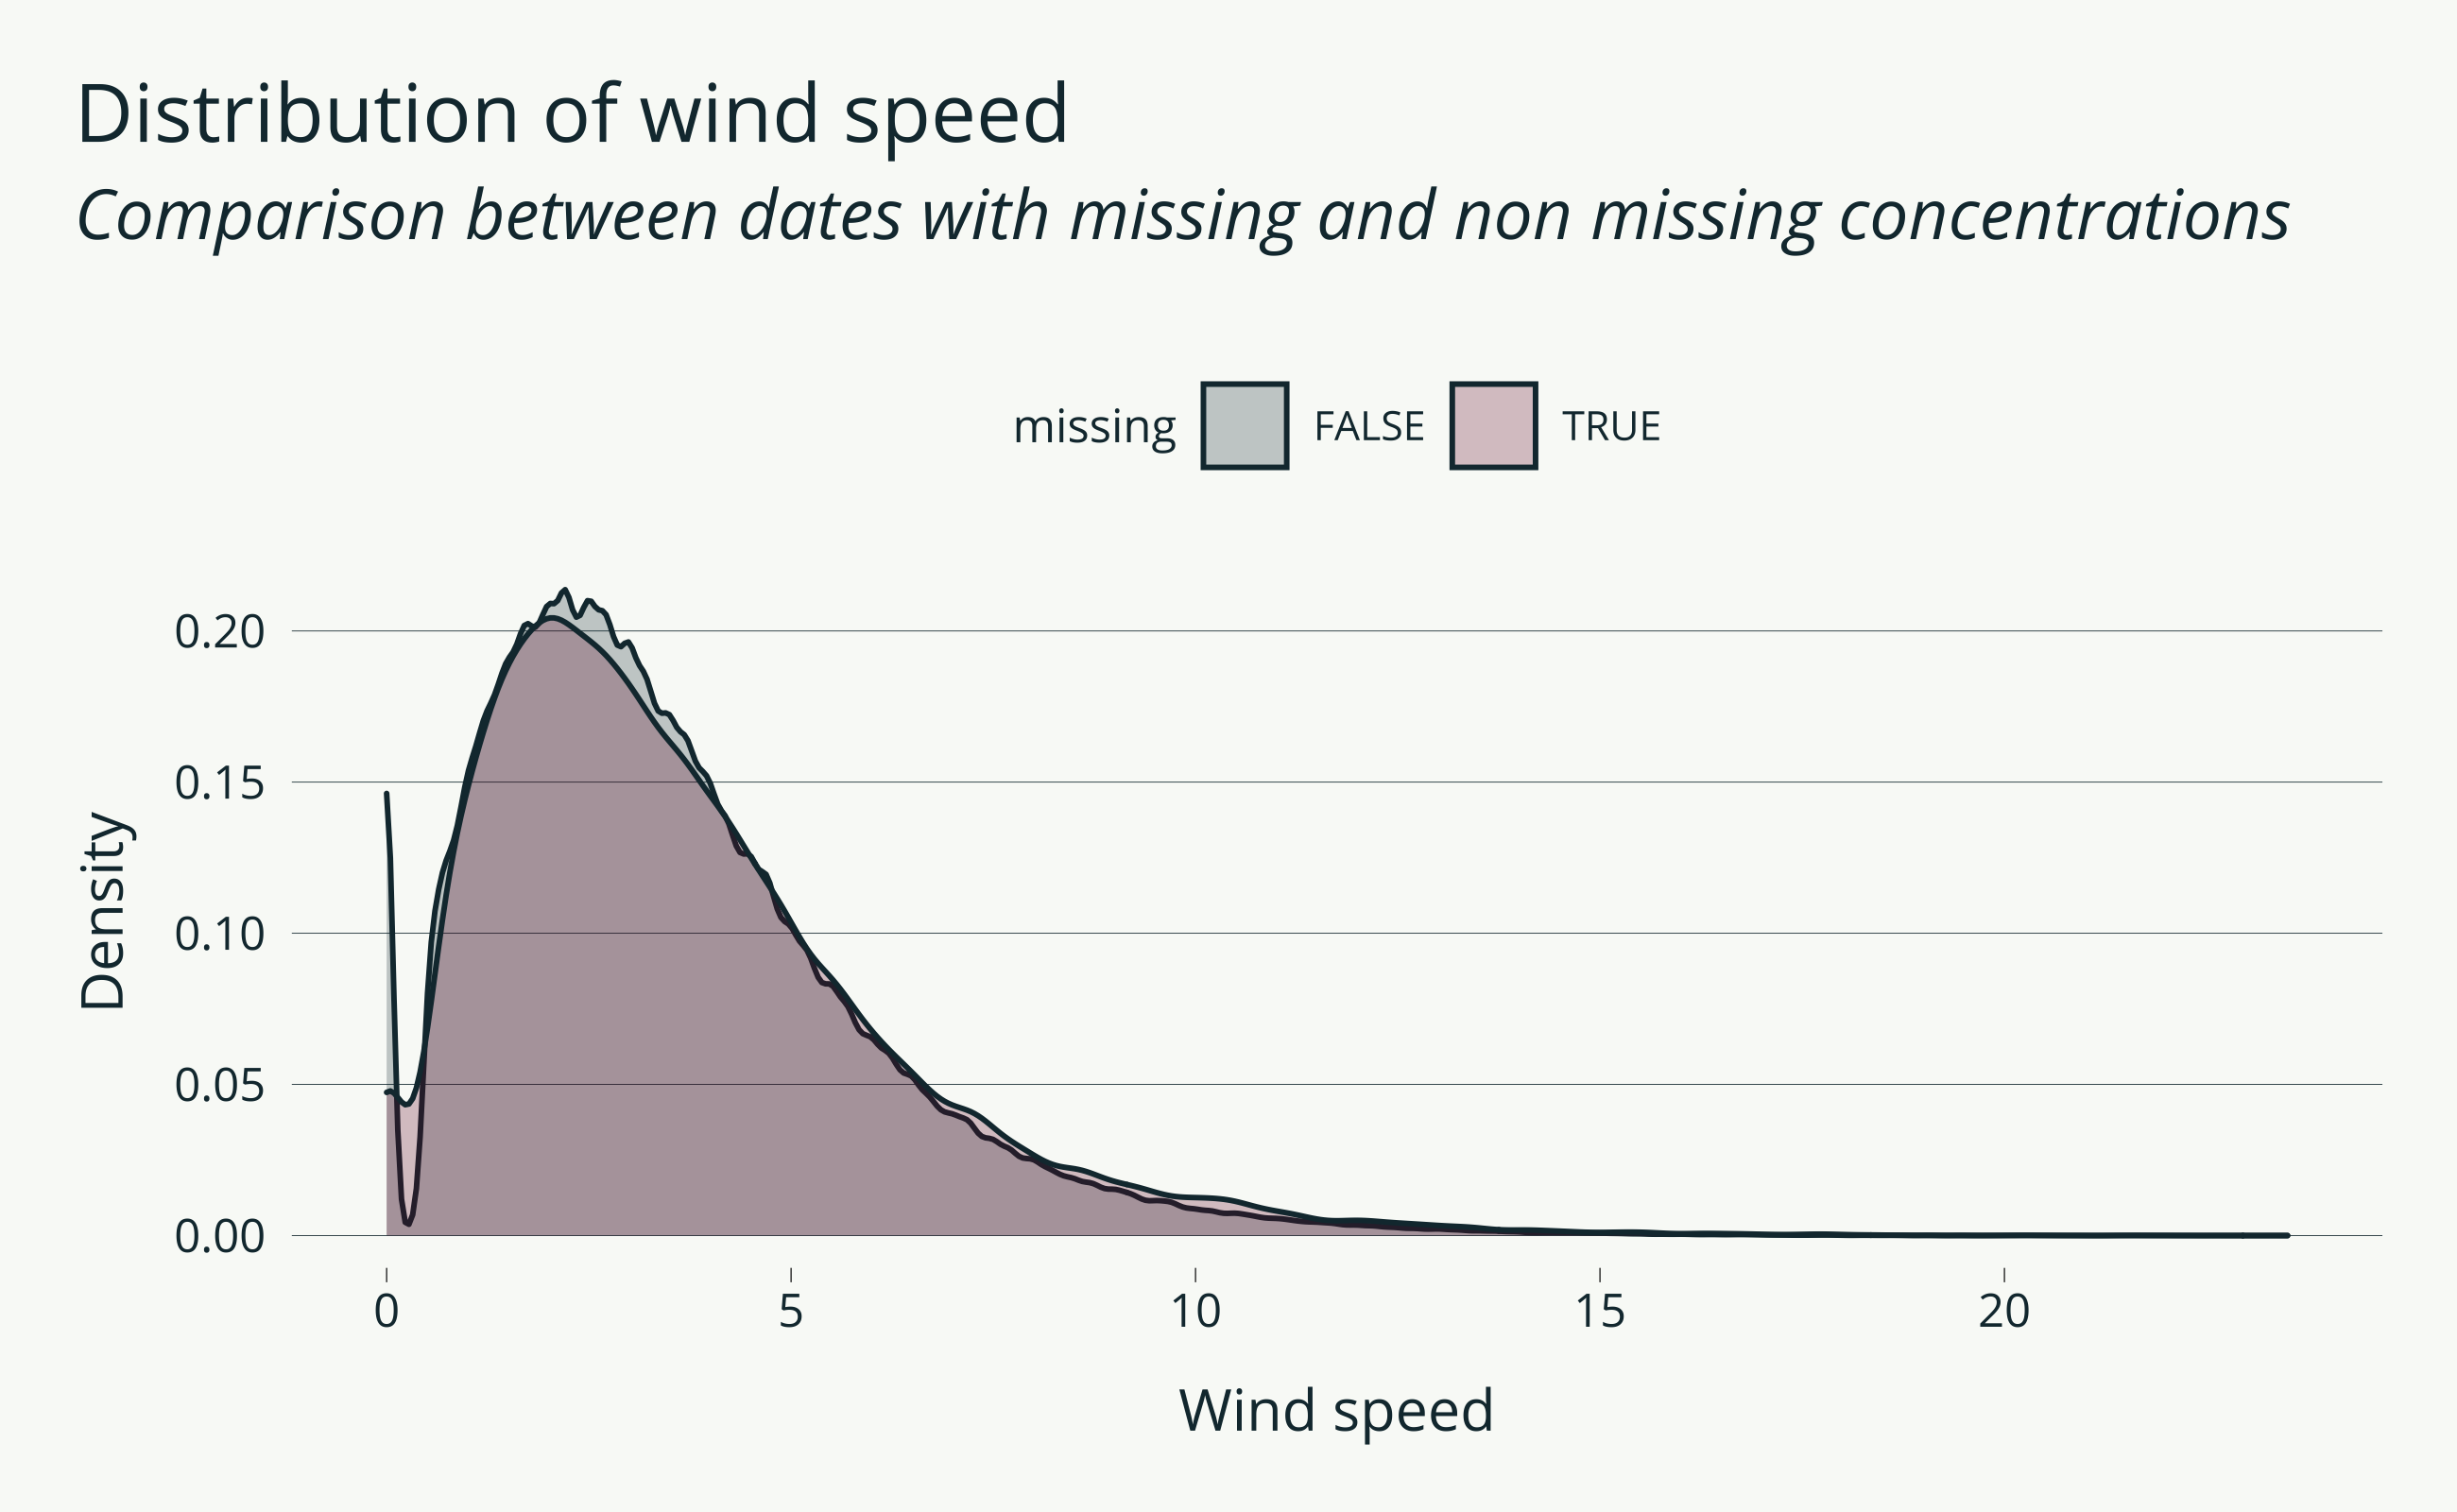 Distribution of wind speed
Comparison between dates with missing and non missing concentrations
missing FALSE TRUE
0.20
0.15
0.10
0.05
0.00
Density
0 5 10 15 20
Wind speed